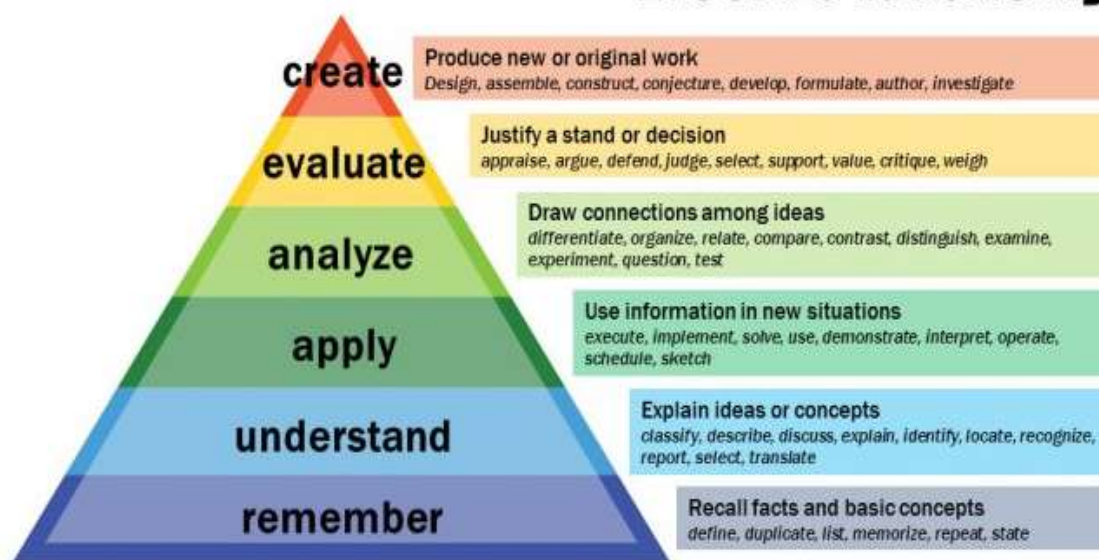 create
Produce new or original work
Design, assemble, construct, conjecture, develop, formulate, author, investigate
evaluate
Justify a stand or decision
appraise, argue, defend, judge, select, support, value, critique, weigh
analyze
Draw connections among ideas
differentiate, organize, relate, compare, contrast, distinguish, examine,
experiment, question, test
apply
Use information in new situations
execute, implement, solve, use, demonstrate, interpret, operate,
schedule, sketch
understand
Explain ideas or concepts
classify, describe, discuss, explain, identify, locate, recognize,
report, select, translate
remember
Recall facts and basic concepts
define, duplicate, list, memorize, repeat, state